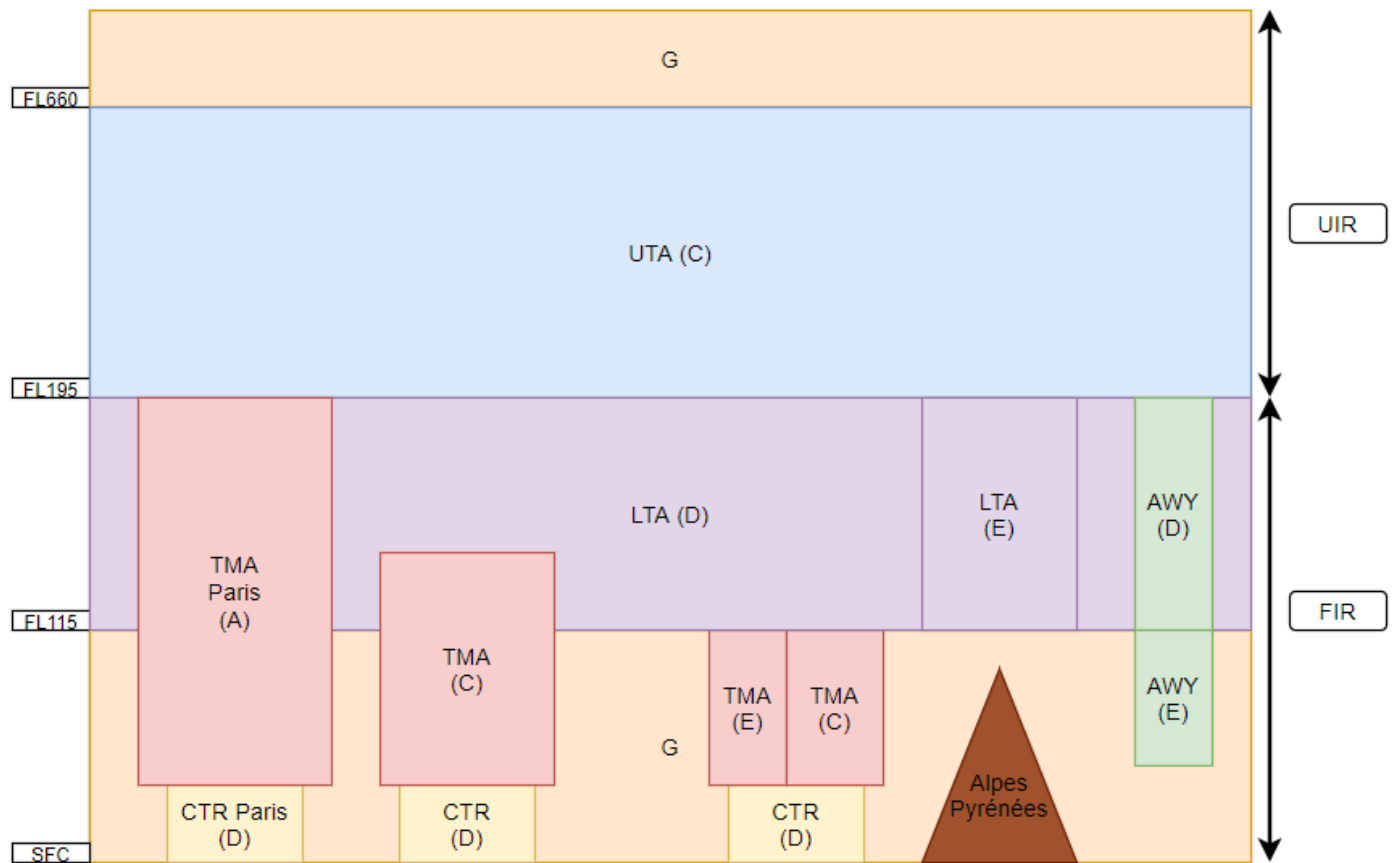 G
FL660
UIR
UTA (C)
FL195
LTA (D)
LTA
(E)
AWY
(D)
TMA
Paris
(A)
FL115
FIR
TMA
(C)
TMA
(E)
TMA
(C)
AWY
(E)
G
Alpes
Pyrénées
CTR Paris
(D)
CTR
(D)
CTR
(D)
SFC